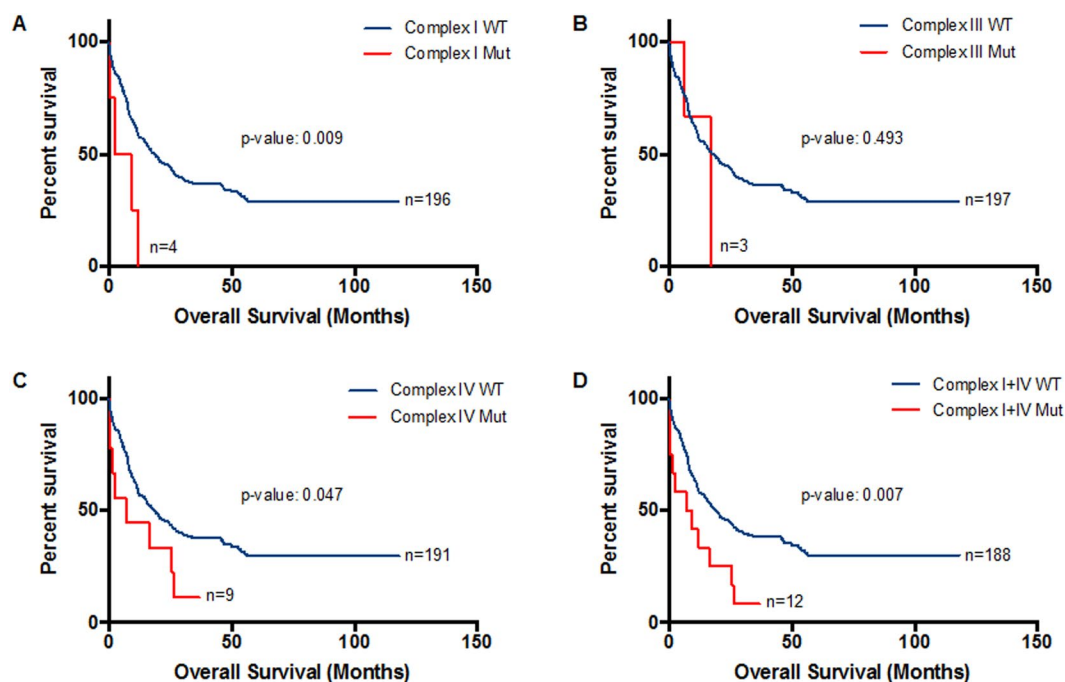 A
Complex I WT
Complex I Mut
100
50
0
Percent survival
p-value: 0.009
n=196
n=4
0 50 100 150
Overall Survival (Months)
B
Complex III WT
Complex III Mut
100
50
0
Percent survival
p-value: 0.493
n=197
n=3
0 50 100 150
Overall Survival (Months)
C
Complex IV WT
Complex IV Mut
100
50
0
Percent survival
p-value: 0.047
n=191
n=9
0 50 100 150
Overall Survival (Months)
D
Complex I+IV WT
Complex I+IV Mut
100
50
0
Percent survival
p-value: 0.007
n=188
n=12
0 50 100 150
Overall Survival (Months)